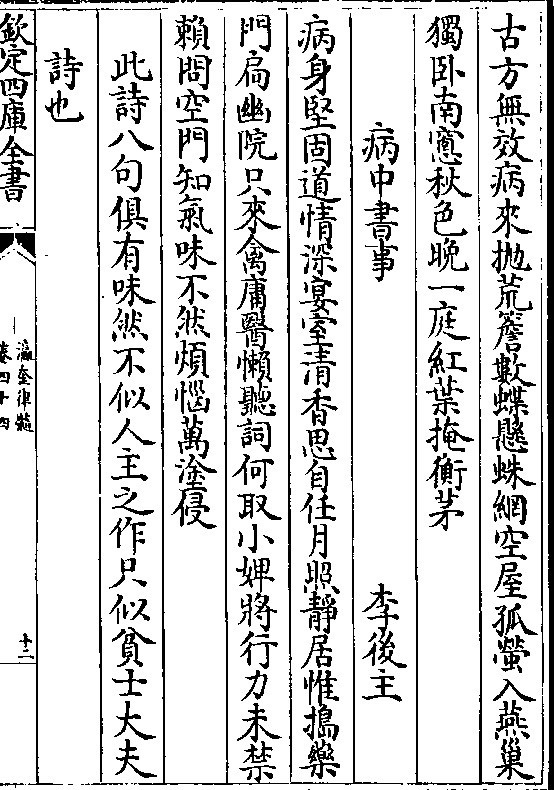 古方無效病來抛荒簷數蝶懸蛛網空屋孤螢入燕巢
獨卧南窻秋色晚一庭紅葉掩衡茅
病中書事
李後主
病身堅固道情深宴室清香思自任月照靜居惟搗藥
門扃幽院只來禽庸醫懶聽詞何取小婢將行力未禁
賴問空門知氣味不然煩惱萬塗侵
此詩八句俱有味然不似人主之作只似貧士大夫
詩也
欽定四庫全書
瀛奎律髓
卷四十四
十二